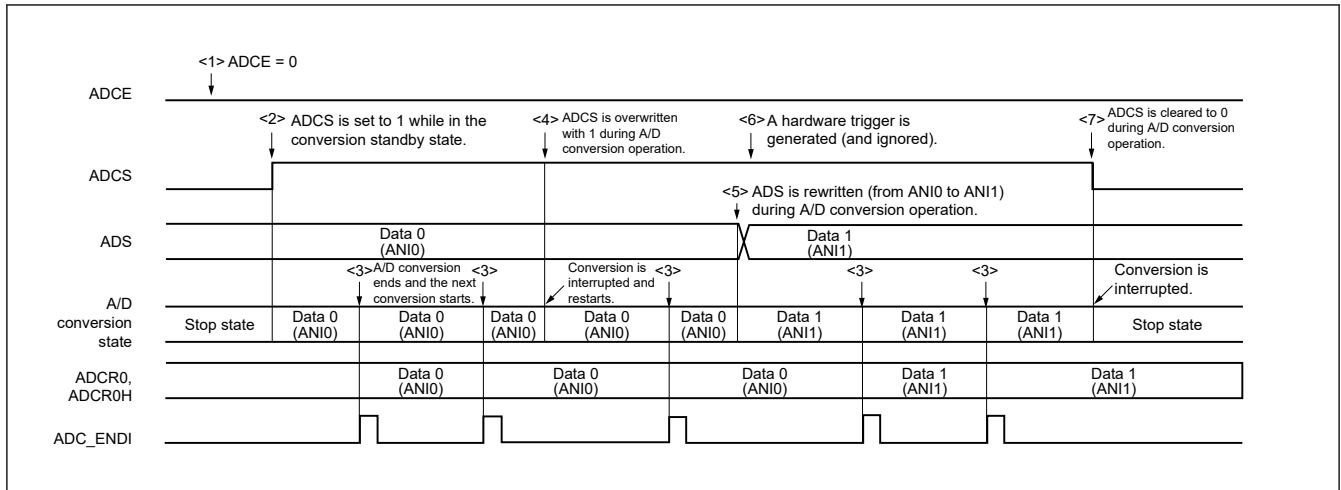 <1> ADCE = 0
ADCE
<2> ADCS is set to 1 while in the
conversion standby state.
<4> ADCS is overwritten
with 1 during A/D
conversion operation.
<6> A hardware trigger is
generated (and ignored).
<7> ADCS is cleared to 0
during A/D conversion
operation.
ADCS
<5> ADS is rewritten (from ANI0 to ANI1)
during A/D conversion operation.
ADS
Data 0
(ANI0)
Data 1
(ANI1)
<3> A/D conversion
ends and the next
conversion starts.
<3>
Conversion is
interrupted and
restarts.
<3>
<3>
<3>
Conversion is
interrupted.
A/D
conversion
state
Stop state
Data 0
(ANI0)
Data 0
(ANI0)
Data 0
(ANI0)
Data 0
(ANI0)
Data 0
(ANI0)
Data 1
(ANI1)
Data 1
(ANI1)
Data 1
(ANI1)
Stop state
ADCR0,
ADCR0H
Data 0
(ANI0)
Data 0
(ANI0)
Data 0
(ANI0)
Data 1
(ANI1)
Data 1
(ANI1)
ADC_ENDI